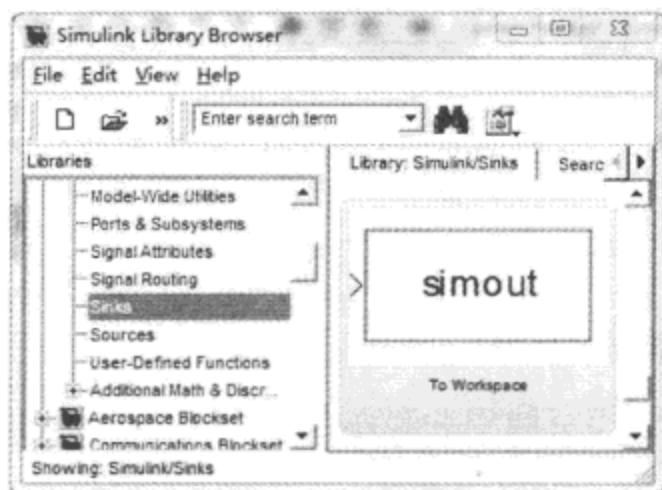 Simulink Library Browser
File Edit View Help
» Enter search term
Libraries
Model-Wide Utilities
Ports & Subsystems
Signal Attributes
Signal Routing
Sinks
Sources
User-Defined Functions
Additional Math & Discr...
Aerospace Blockset
Communications Blockset
Library: Simulink/Sinks Searc
simout
To Workspace
Showing: Simulink/Sinks